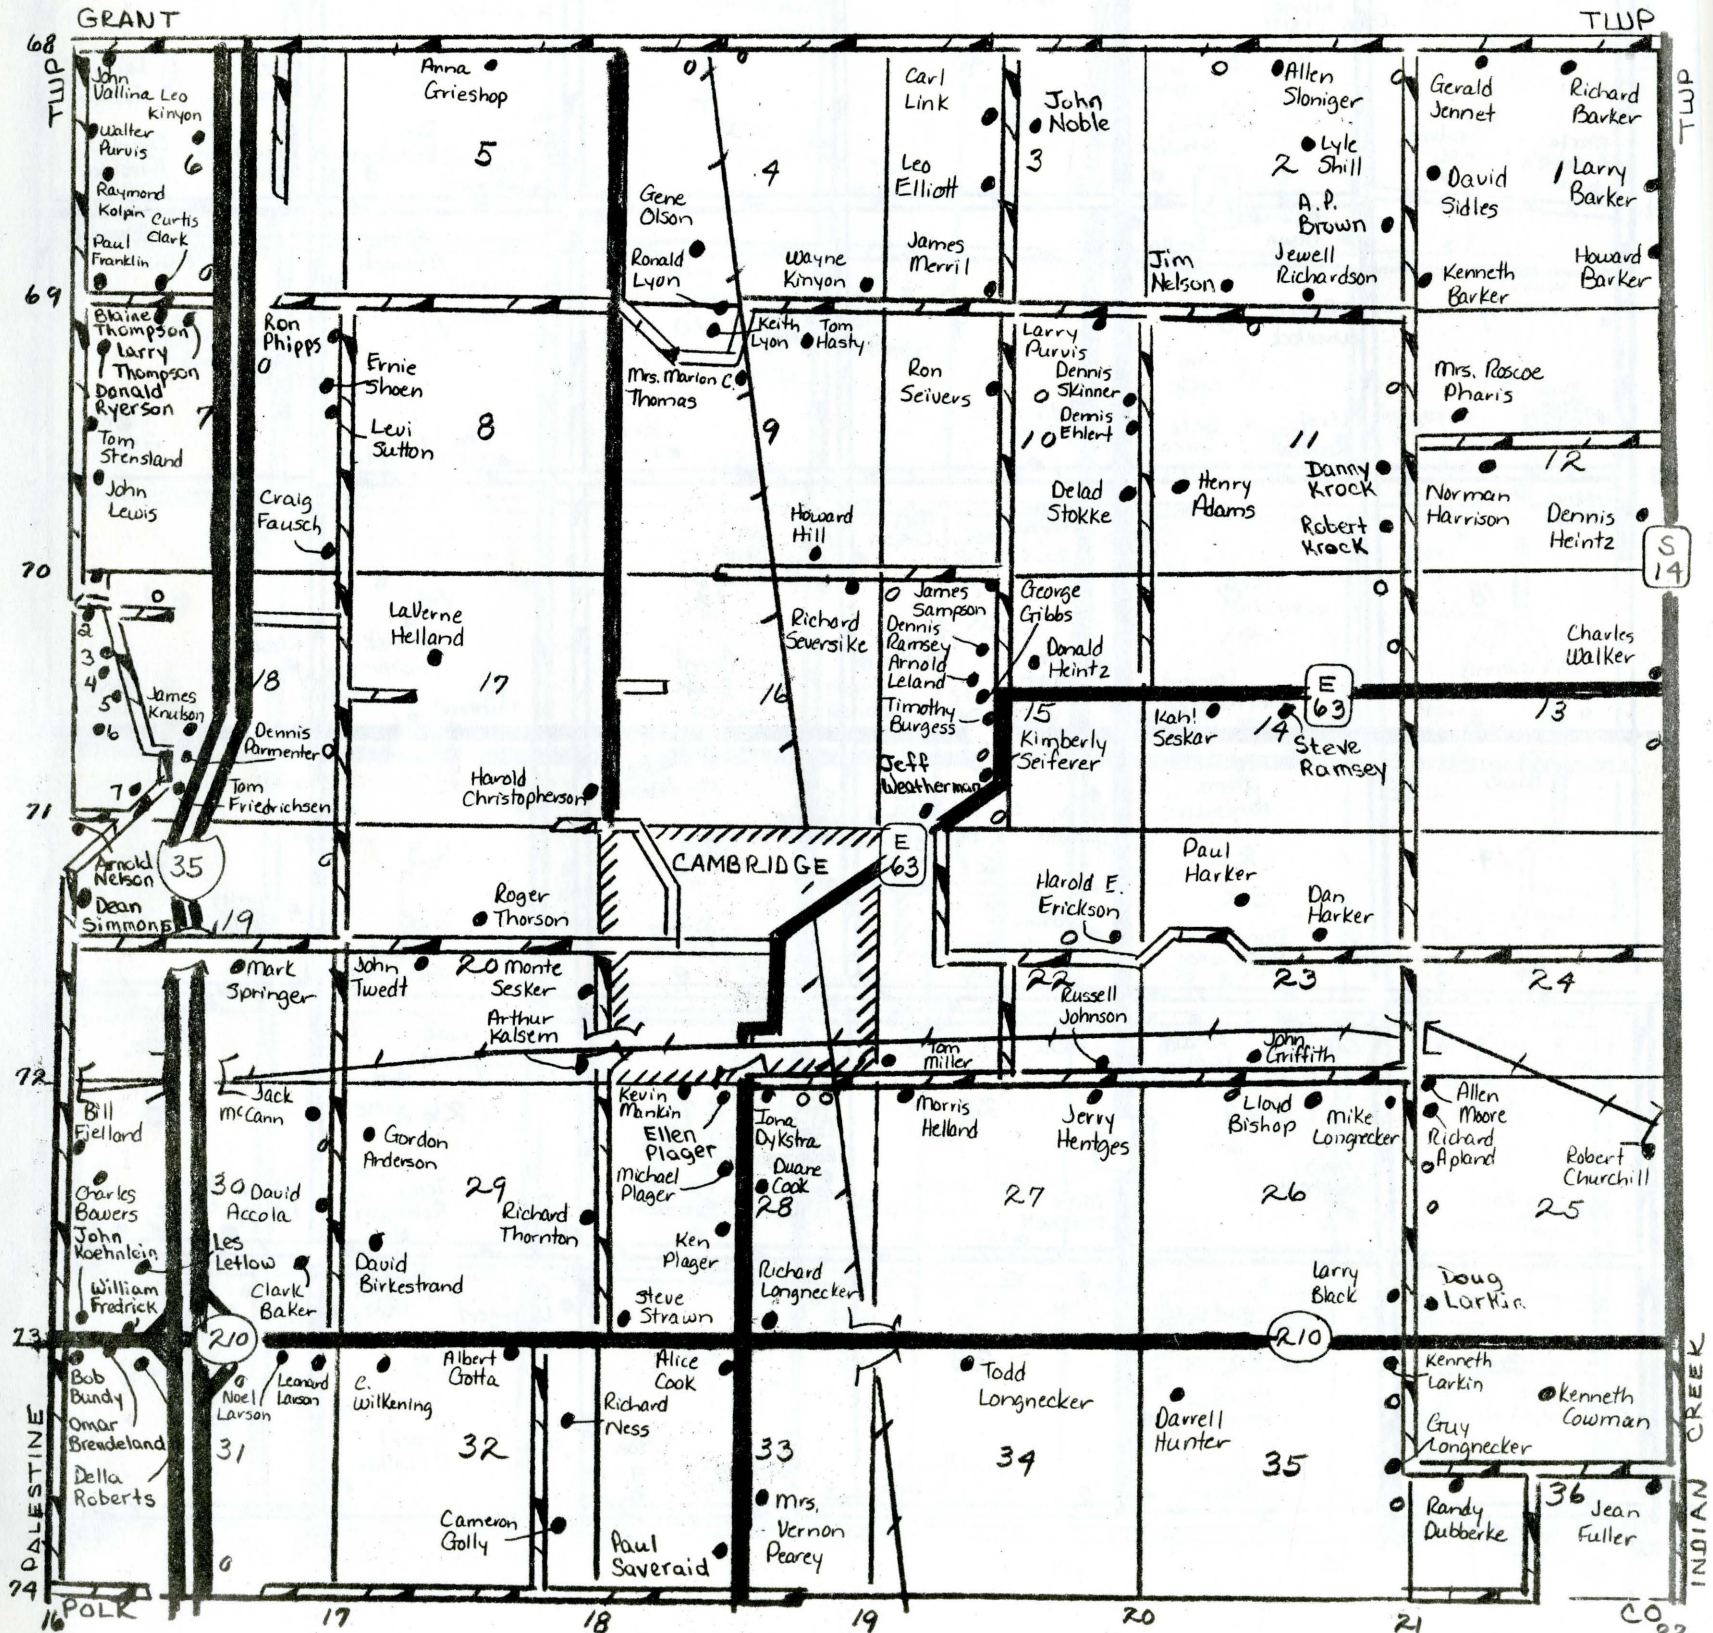 GRANT
TWP
68
TWP
TWP
John
Vallina
Leo
Kinyon
Walter
Purvis
6
Raymond
Kolpin
Curtis
Clark
Paul
Franklin
Anna
Grieshop
5
4
Gene
Olson
Ronald
Lyon
Wayne
Kinyon
Carl
Link
Leo
Elliott
James
Merril
John
Noble
3
Allen
Sloniger
Lyle
Shill
2
A.P.
Brown
Jim
Nelson
Jewell
Richardson
Gerald
Jennet
Richard
Barker
David
Sidles
1
Larry
Barker
Kenneth
Barker
Howard
Barker
69
Blaine
Thompson
Larry
Thompson
Donald
Ryerson
7
Tom
Stensland
John
Lewis
Ron
Phipps
Ernie
Shoen
Levi
Sutton
8
Craig
Fausch
Keith
Lyon
Tom
Hasty
Mrs. Marion C.
Thomas
9
Howard
Hill
Ron
Seivers
Larry
Purvis
Dennis
Skinner
Dennis
Ehlert
10
Delad
Stokke
Henry
Adams
11
Danny
Krock
Robert
Krock
Mrs. Roscoe
Pharis
12
Norman
Harrison
Dennis
Heintz
S
14
70
2
3
4
5
6
7
James
Knutson
18
Dennis
Parmenter
Tom
Friedrichsen
LaVerne
Helland
17
Harold
Christopherson
Richard
Seversike
16
James
Sampson
Dennis
Ramsey
Arnold
Leland
Timothy
Burgess
Jeff
Weatherman
George
Gibbs
Donald
Heintz
15
Kimberly
Seiferer
Kahl
Seskar
14
Steve
Ramsey
E
63
13
Charles
Walker
71
Arnold
Nelson
35
Dean
Simmons
19
Roger
Thorson
CAMBRIDGE
E
63
Harold E.
Erickson
Paul
Harker
Dan
Harker
Mark
Springer
John
Twedt
20
Monte
Sesker
Arthur
Kalsem
22
Russell
Johnson
23
24
Tom
Miller
John
Griffith
72
Bill
Fjelland
Jack
McCann
Gordon
Anderson
Kevin
Mankin
Ellen
Plager
Michael
Plager
Iona
Dykstra
Duane
Cook
28
Morris
Helland
Jerry
Hentges
Lloyd
Bishop
Mike
Longnecker
Allen
Moore
Richard
Apland
Robert
Churchill
Charles
Bowers
30
David
Accola
29
Richard
Thornton
27
26
25
John
Koehnlein
Les
Letlow
William
Fredrick
Clark
Baker
David
Birkestrand
Ken
Plager
Steve
Strawn
Richard
Longnecker
Larry
Black
Doug
Larkin
73
210
210
Bob
Bundy
Omar
Brendeland
Della
Roberts
Noel
Larson
Leonard
Larson
31
C.
Wilkening
Albert
Gotta
32
Richard
Ness
Alice
Cook
33
Cameron
Golly
Paul
Saveraid
Mrs.
Vernon
Pearey
Todd
Longnecker
34
Darrell
Hunter
35
Kenneth
Larkin
Guy
Longnecker
Kenneth
Cowman
36
Randy
Dubberke
Jean
Fuller
PALESTINE
INDIAN CREEK
74
POLK
CO.
16
17
18
19
20
21